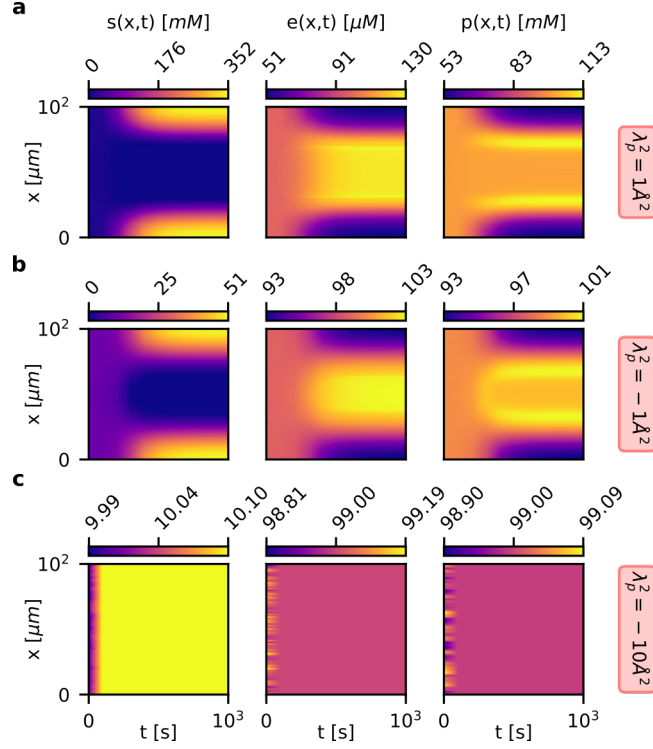 a
s(x,t) [mM] e(x,t) [μM] p(x,t) [mM]
0 176 352 51 91 130 53 83 113
10²
x [μm]
0
λ_p² = 1Å²
b
0 25 51 93 98 103 93 97 101
10²
x [μm]
0
λ_p² = −1Å²
c
9.99 10.04 10.10 98.81 99.00 99.19 98.90 99.00 99.09
10²
x [μm]
0
λ_p² = −10Å²
0 10³ 0 10³ 0 10³
t [s] t [s] t [s]